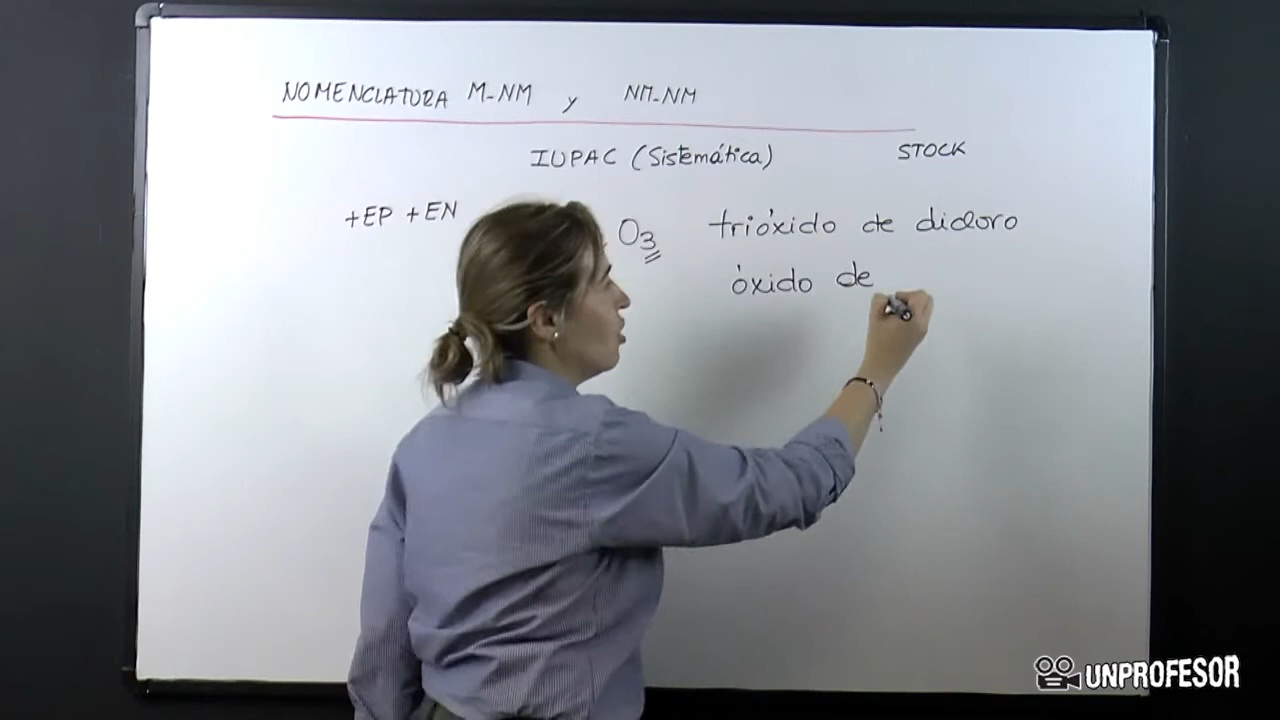 NOMENCLATURA M-NM y NM-NM
IUPAC (Sistemática) STOCK
+EP +EN O3 trióxido de dicloro
óxido de
UNPROFESOR